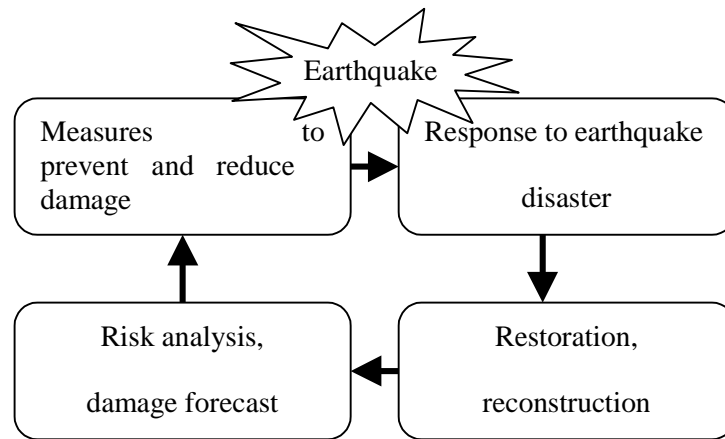 Earthquake
Measures to
prevent and reduce
damage
Response to earthquake
disaster
Risk analysis,
damage forecast
Restoration,
reconstruction